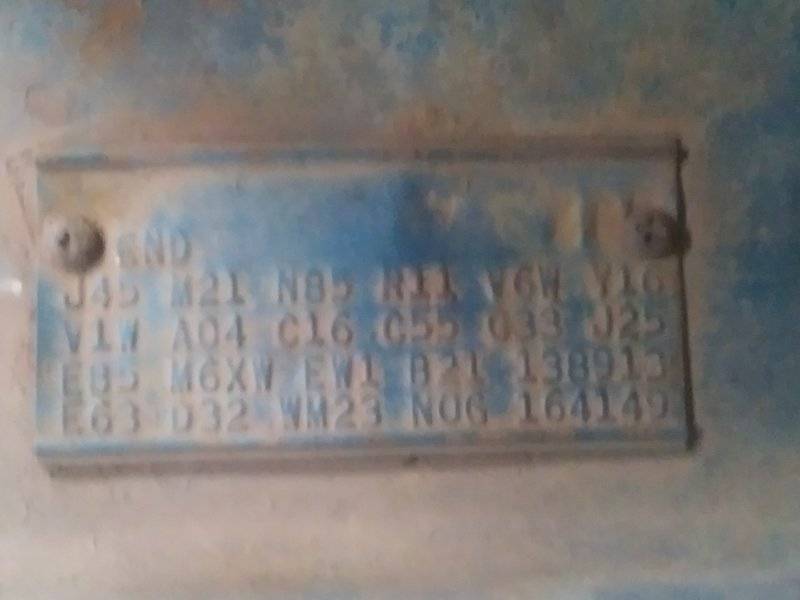 END
J45 M21 N85 R11 V6W Y16
V1W A04 C16 C55 G33 J25
E85 M6XW EW1 B21 138913
E63 D32 WM23 N0G 164149